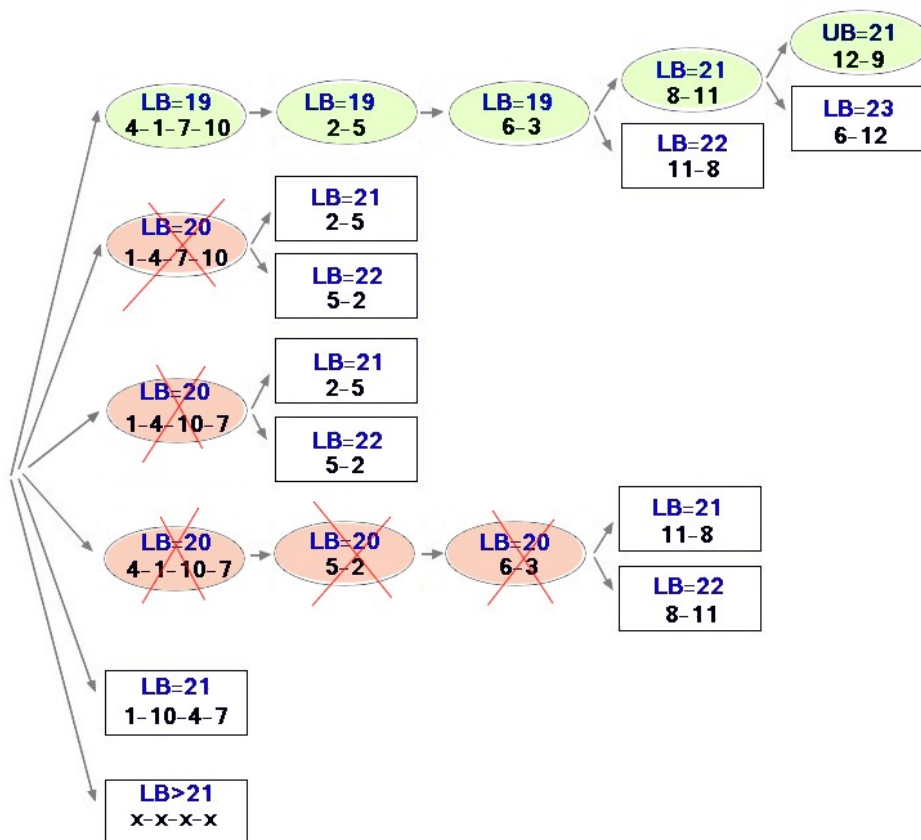 UB=21
12-9
LB=21
8-11
LB=19
4-1-7-10
LB=19
2-5
LB=19
6-3
LB=23
6-12
LB=22
11-8
LB=20
1-4-7-10
LB=21
2-5
LB=22
5-2
LB=20
1-4-10-7
LB=21
2-5
LB=22
5-2
LB=20
4-1-10-7
LB=20
5-2
LB=20
6-3
LB=21
11-8
LB=22
8-11
LB=21
1-10-4-7
LB>21
x-x-x-x